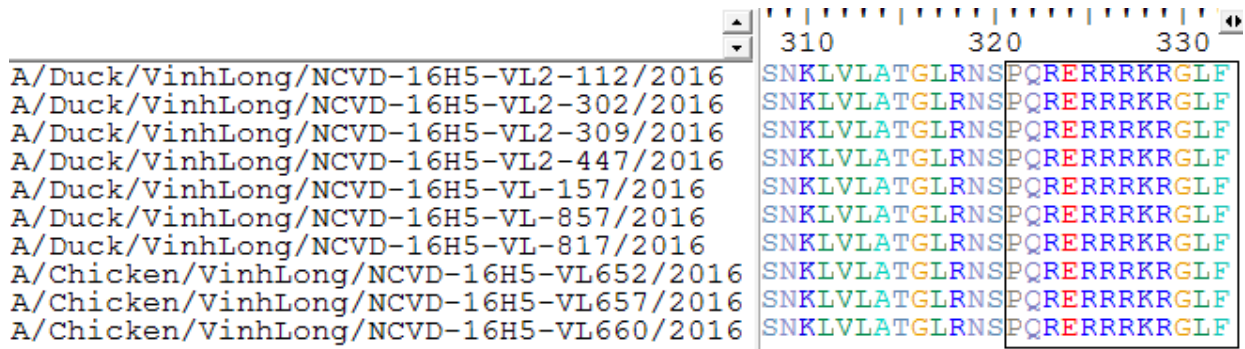 310 320 330
A/Duck/VinhLong/NCVD-16H5-VL2-112/2016 SNKLVLATGLRNSPQRERRRKRGLF
A/Duck/VinhLong/NCVD-16H5-VL2-302/2016 SNKLVLATGLRNSPQRERRRKRGLF
A/Duck/VinhLong/NCVD-16H5-VL2-309/2016 SNKLVLATGLRNSPQRERRRKRGLF
A/Duck/VinhLong/NCVD-16H5-VL2-447/2016 SNKLVLATGLRNSPQRERRRKRGLF
A/Duck/VinhLong/NCVD-16H5-VL-157/2016 SNKLVLATGLRNSPQRERRRKRGLF
A/Duck/VinhLong/NCVD-16H5-VL-857/2016 SNKLVLATGLRNSPQRERRRKRGLF
A/Duck/VinhLong/NCVD-16H5-VL-817/2016 SNKLVLATGLRNSPQRERRRKRGLF
A/Chicken/VinhLong/NCVD-16H5-VL652/2016 SNKLVLATGLRNSPQRERRRKRGLF
A/Chicken/VinhLong/NCVD-16H5-VL657/2016 SNKLVLATGLRNSPQRERRRKRGLF
A/Chicken/VinhLong/NCVD-16H5-VL660/2016 SNKLVLATGLRNSPQRERRRKRGLF